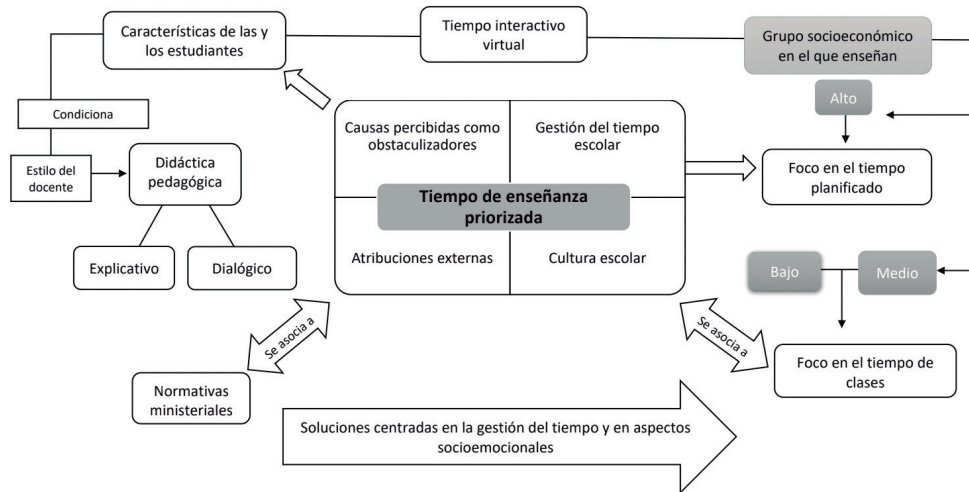 Características de las y
los estudiantes
Tiempo interactivo
virtual
Grupo socioeconómico
en el que enseñan
Alto
Condiciona
Causas percibidas como
obstaculizadores
Gestión del tiempo
escolar
Estilo del
docente
Didáctica
pedagógica
Foco en el tiempo
planificado
Tiempo de enseñanza
priorizada
Explicativo
Dialógico
Atribuciones externas
Cultura escolar
Bajo
Medio
Se asocia a
Se asocia a
Foco en el tiempo de
clases
Normativas
ministeriales
Soluciones centradas en la gestión del tiempo y en aspectos
socioemocionales